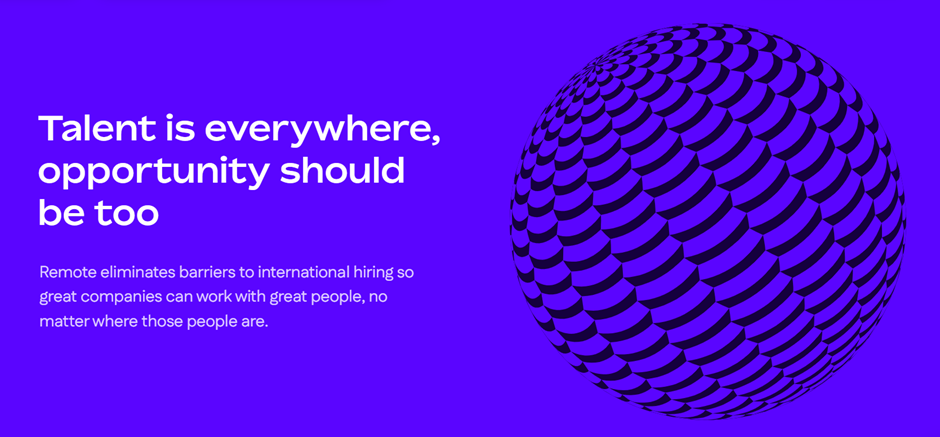 Talent is everywhere,
opportunity should
be too
Remote eliminates barriers to international hiring so
great companies can work with great people, no
matter where those people are.